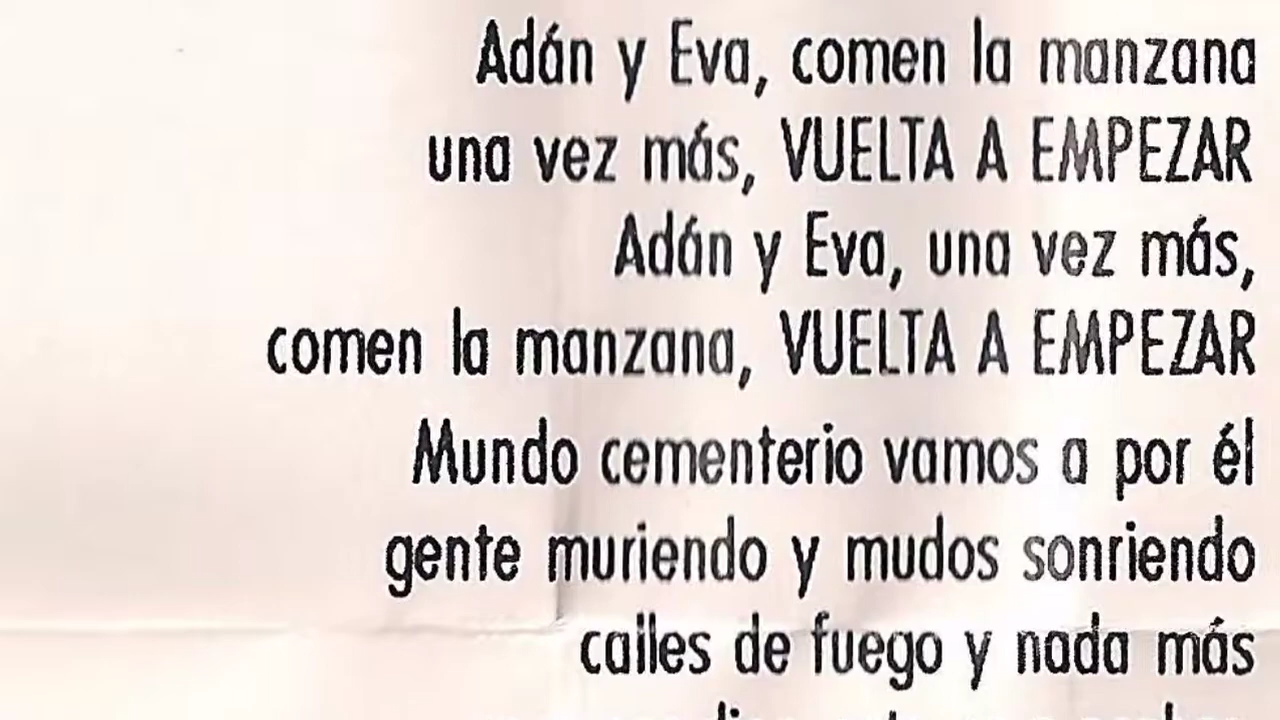 Adán y Eva, comen la manzana
una vez más, VUELTA A EMPEZAR
Adán y Eva, una vez más,
comen la manzana, VUELTA A EMPEZAR
Mundo cementerio vamos a por él
gente muriendo y mudos sonriendo
calles de fuego y nada más